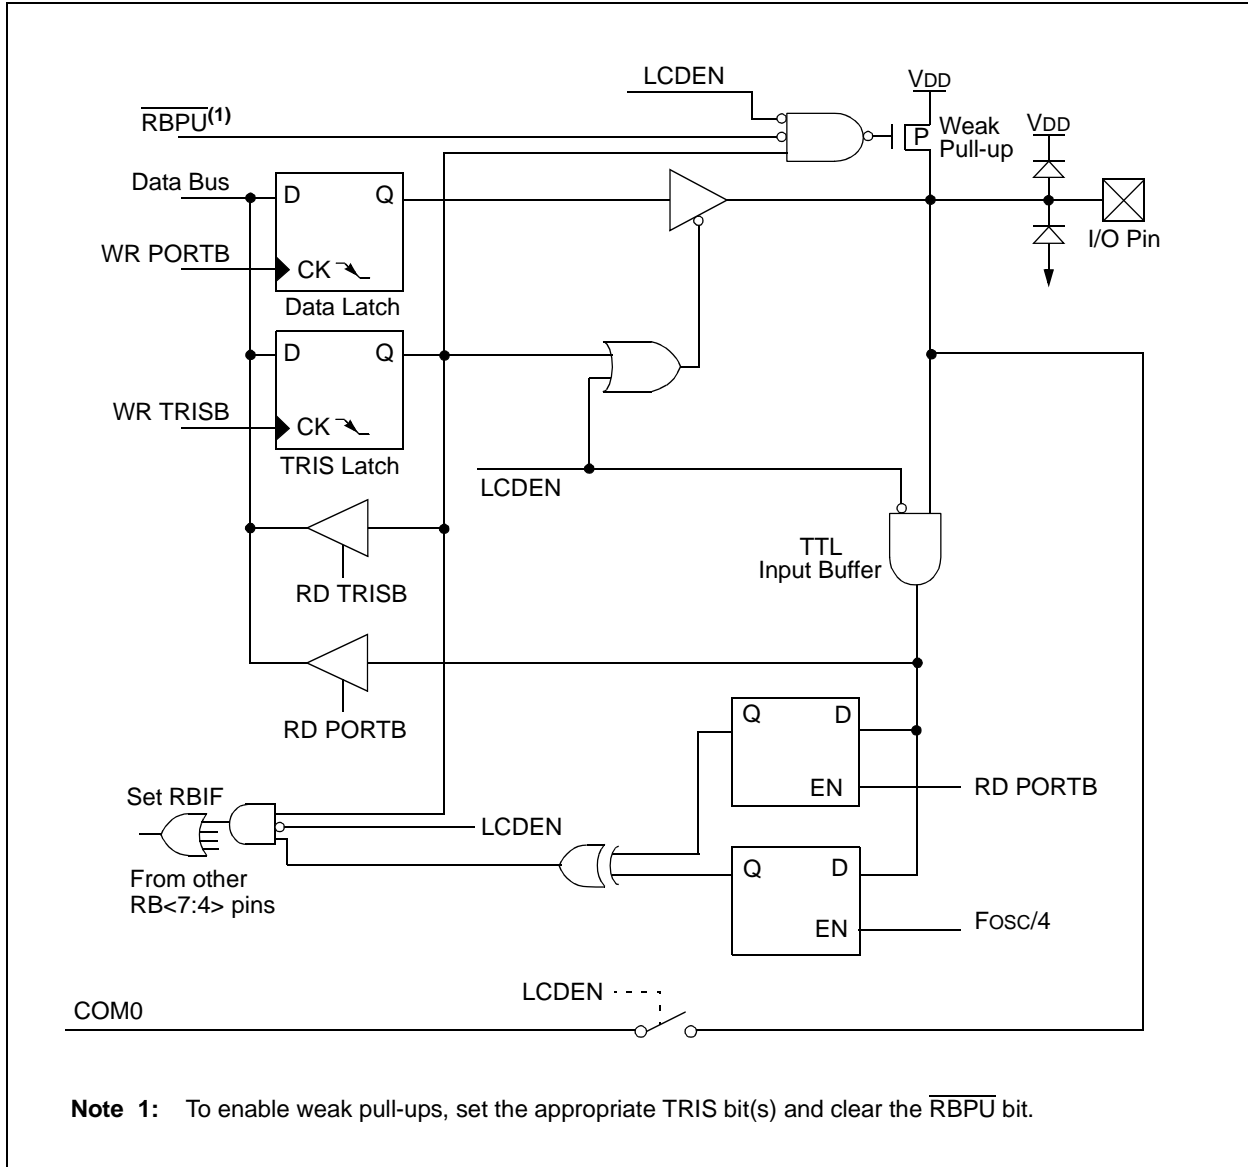 LCDEN
VDD
RBPU(1)
P
Weak
Pull-up
VDD
Data Bus
D
Q
I/O Pin
WR PORTB
CK
Data Latch
D
Q
WR TRISB
CK
TRIS Latch
LCDEN
TTL
Input Buffer
RD TRISB
RD PORTB
Q
D
EN
RD PORTB
Set RBIF
LCDEN
From other
RB<7:4> pins
Q
D
EN
FOSC/4
LCDEN
COM0
Note 1: To enable weak pull-ups, set the appropriate TRIS bit(s) and clear the RBPU bit.